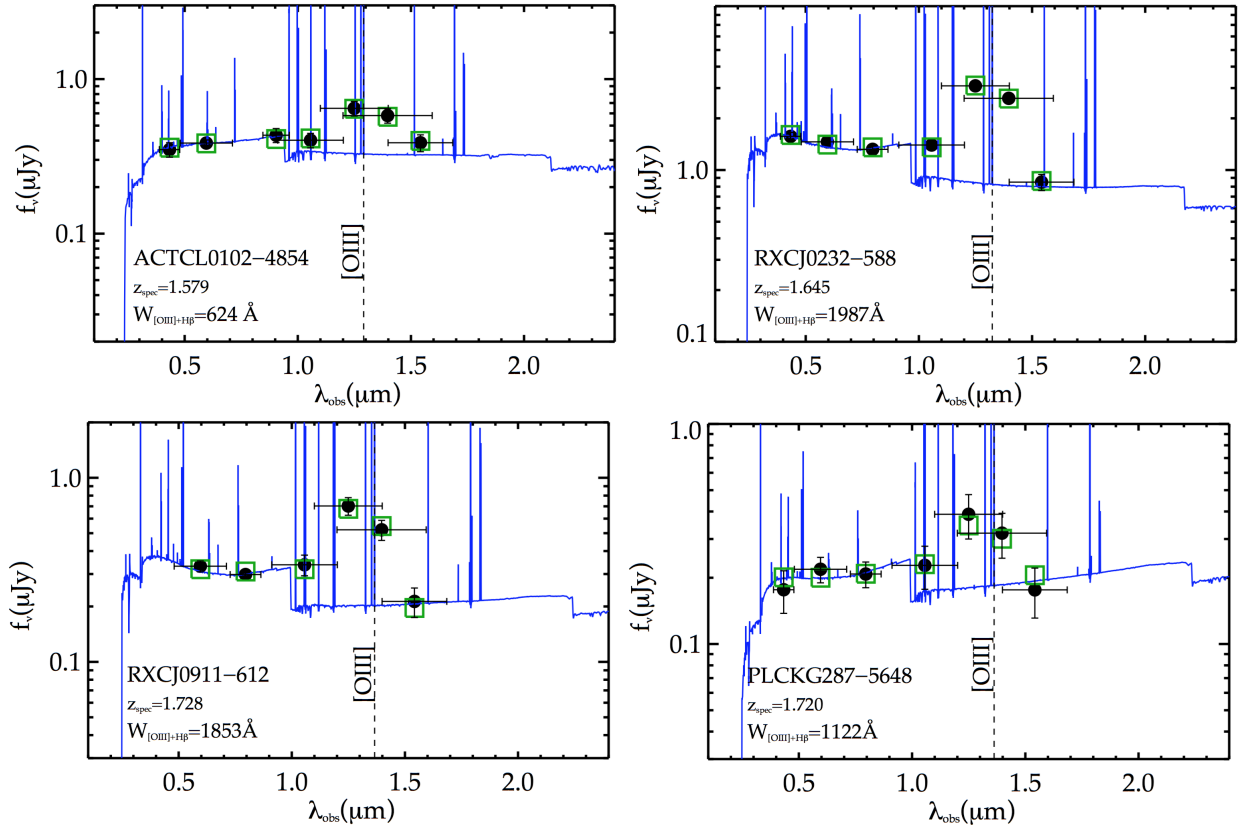 1.0
0.1
f_ν(μJy)
[OIII]
ACTCL0102−4854
z_spec=1.579
W_[OIII]+Hβ=624 Å
0.5 1.0 1.5 2.0
λ_obs(μm)
1.0
0.1
f_ν(μJy)
[OIII]
RXCJ0232−588
z_spec=1.645
W_[OIII]+Hβ=1987Å
0.5 1.0 1.5 2.0
λ_obs(μm)
1.0
0.1
f_ν(μJy)
[OIII]
RXCJ0911−612
z_spec=1.728
W_[OIII]+Hβ=1853Å
0.5 1.0 1.5 2.0
λ_obs(μm)
1.0
0.1
f_ν(μJy)
[OIII]
PLCKG287−5648
z_spec=1.720
W_[OIII]+Hβ=1122Å
0.5 1.0 1.5 2.0
λ_obs(μm)